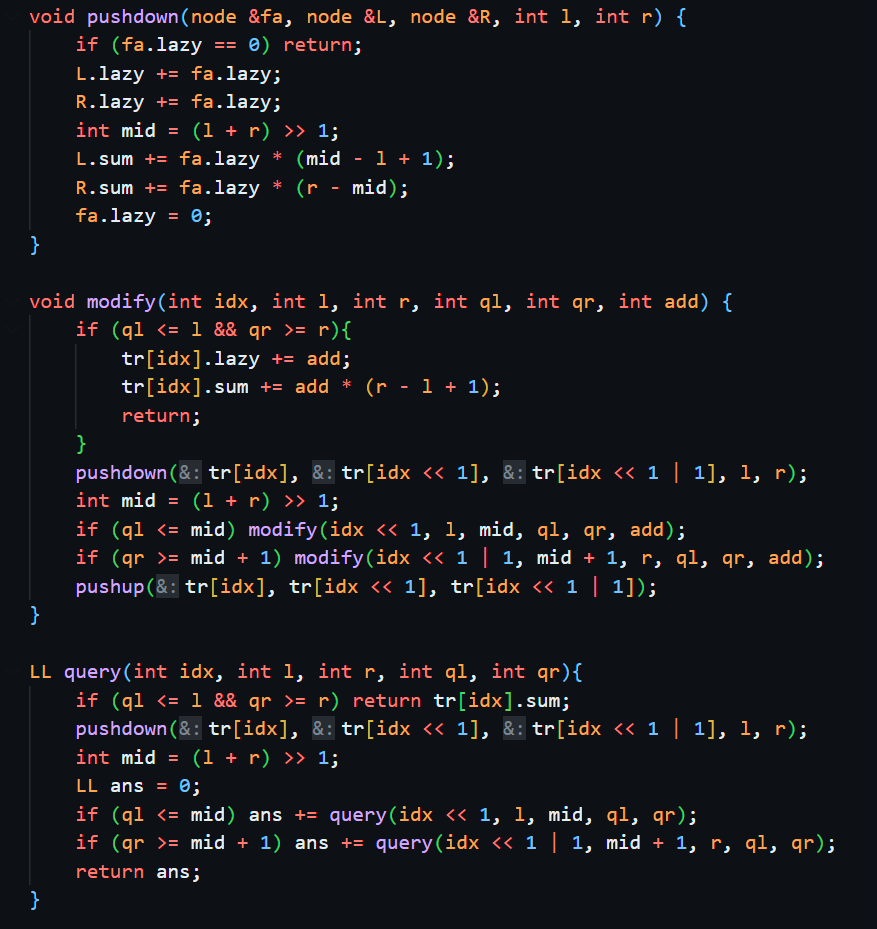 void pushdown(node &fa, node &L, node &R, int l, int r) {
    if (fa.lazy == 0) return;
    L.lazy += fa.lazy;
    R.lazy += fa.lazy;
    int mid = (l + r) >> 1;
    L.sum += fa.lazy * (mid - l + 1);
    R.sum += fa.lazy * (r - mid);
    fa.lazy = 0;
}
void modify(int idx, int l, int r, int ql, int qr, int add) {
    if (ql <= l && qr >= r){
        tr[idx].lazy += add;
        tr[idx].sum += add * (r - l + 1);
        return;
    }
    pushdown(&: tr[idx], &: tr[idx << 1], &: tr[idx << 1 | 1], l, r);
    int mid = (l + r) >> 1;
    if (ql <= mid) modify(idx << 1, l, mid, ql, qr, add);
    if (qr >= mid + 1) modify(idx << 1 | 1, mid + 1, r, ql, qr, add);
    pushup(&: tr[idx], tr[idx << 1], tr[idx << 1 | 1]);
}
LL query(int idx, int l, int r, int ql, int qr){
    if (ql <= l && qr >= r) return tr[idx].sum;
    pushdown(&: tr[idx], &: tr[idx << 1], &: tr[idx << 1 | 1], l, r);
    int mid = (l + r) >> 1;
    LL ans = 0;
    if (ql <= mid) ans += query(idx << 1, l, mid, ql, qr);
    if (qr >= mid + 1) ans += query(idx << 1 | 1, mid + 1, r, ql, qr);
    return ans;
}